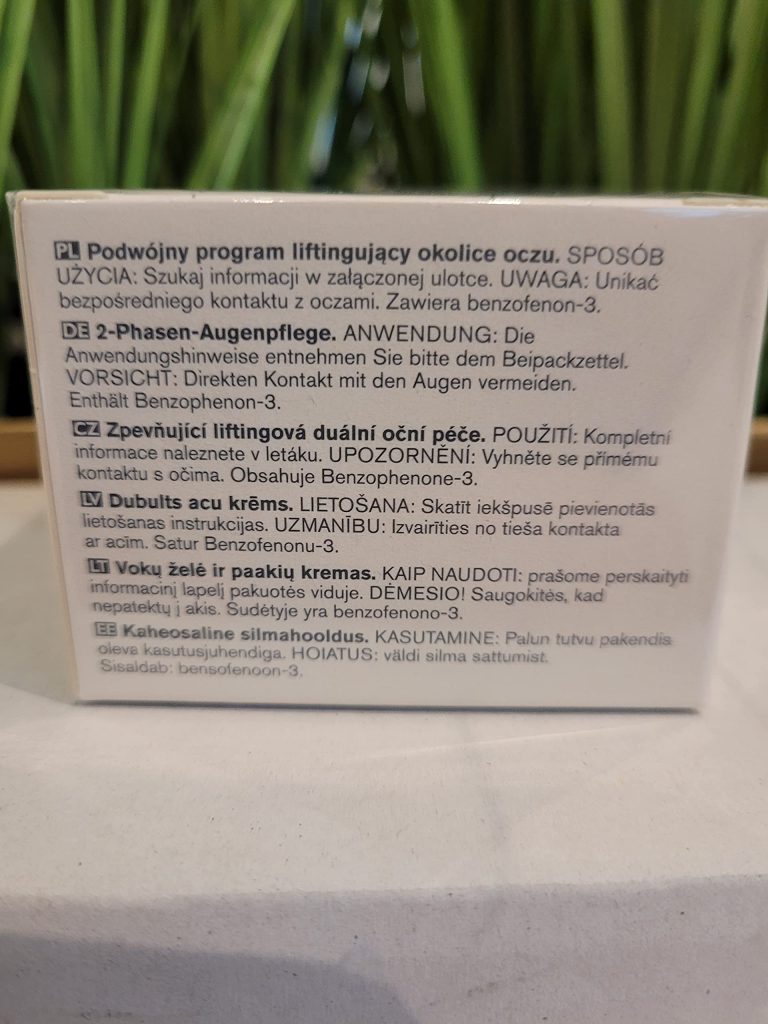 PL Podwójny program liftingujący okolice oczu. SPOSÓB
UŻYCIA: Szukaj informacji w załączonej ulotce. UWAGA: Unikać
bezpośredniego kontaktu z oczami. Zawiera benzofenon-3.
DE 2-Phasen-Augenpflege. ANWENDUNG: Die
Anwendungshinweise entnehmen Sie bitte dem Beipackzettel.
VORSICHT: Direkten Kontakt mit den Augen vermeiden.
Enthält Benzophenon-3.
CZ Zpevňující liftingová duální oční péče. POUŽITÍ: Kompletní
informace naleznete v letáku. UPOZORNĚNÍ: Vyhněte se přímému
kontaktu s očima. Obsahuje Benzophenone-3.
LV Dubults acu krēms. LIETOŠANA: Skatīt iekšpusē pievienotās
lietošanas instrukcijas. UZMANĪBU: Izvairīties no tieša kontakta
ar acīm. Satur Benzofenonu-3.
LT Vokų želė ir paakių kremas. KAIP NAUDOTI: prašome perskaityti
informacinį lapelį pakuotės viduje. DĖMESIO! Saugokitės, kad
nepatektų į akis. Sudėtyje yra benzofenono-3.
EE Kaheosaline silmahooldus. KASUTAMINE: Palun tutvu pakendis
oleva kasutusjuhendiga. HOIATUS: väldi silma sattumist.
Sisaldab: bensofenoon-3.